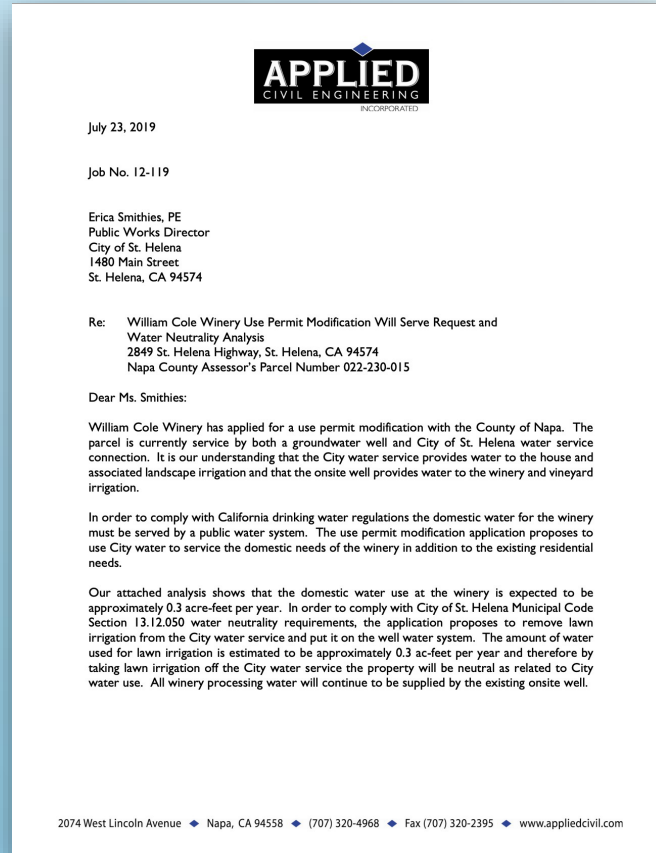 APPLIED
CIVIL ENGINEERING
INCORPORATED
July 23, 2019
Job No. 12-119
Erica Smithies, PE
Public Works Director
City of St. Helena
1480 Main Street
St. Helena, CA 94574
Re: William Cole Winery Use Permit Modification Will Serve Request and
Water Neutrality Analysis
2849 St. Helena Highway, St. Helena, CA 94574
Napa County Assessor's Parcel Number 022-230-015
Dear Ms. Smithies:
William Cole Winery has applied for a use permit modification with the County of Napa. The
parcel is currently service by both a groundwater well and City of St. Helena water service
connection. It is our understanding that the City water service provides water to the house and
associated landscape irrigation and that the onsite well provides water to the winery and vineyard
irrigation.
In order to comply with California drinking water regulations the domestic water for the winery
must be served by a public water system. The use permit modification application proposes to
use City water to service the domestic needs of the winery in addition to the existing residential
needs.
Our attached analysis shows that the domestic water use at the winery is expected to be
approximately 0.3 acre-feet per year. In order to comply with City of St. Helena Municipal Code
Section 13.12.050 water neutrality requirements, the application proposes to remove lawn
irrigation from the City water service and put it on the well water system. The amount of water
used for lawn irrigation is estimated to be approximately 0.3 ac-feet per year and therefore by
taking lawn irrigation off the City water service the property will be neutral as related to City
water use. All winery processing water will continue to be supplied by the existing onsite well.
2074 West Lincoln Avenue ◆ Napa, CA 94558 ◆ (707) 320-4968 ◆ Fax (707) 320-2395 ◆ www.appliedcivil.com